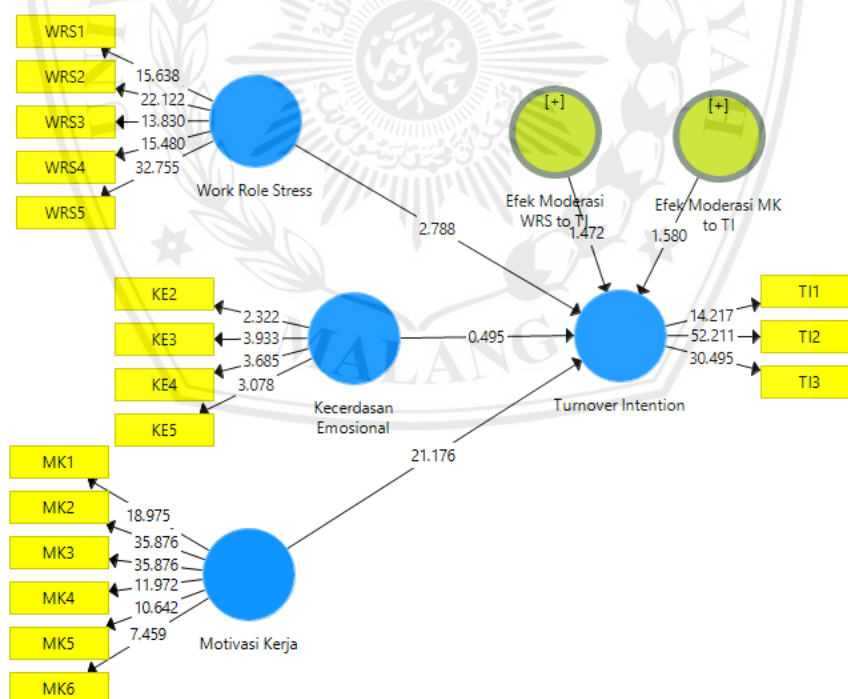 WRS1
WRS2
WRS3
WRS4
WRS5
15.638
22.122
13.830
15.480
32.755
Work Role Stress
2.788
[+]
Efek Moderasi
WRS to TI
1.472
[+]
Efek Moderasi MK
to TI
1.580
KE2
KE3
KE4
KE5
2.322
3.933
3.685
3.078
Kecerdasan
Emosional
0.495
Turnover Intention
14.217
52.211
30.495
TI1
TI2
TI3
MK1
MK2
MK3
MK4
MK5
MK6
18.975
35.876
35.876
11.972
10.642
7.459
Motivasi Kerja
21.176
MALANG